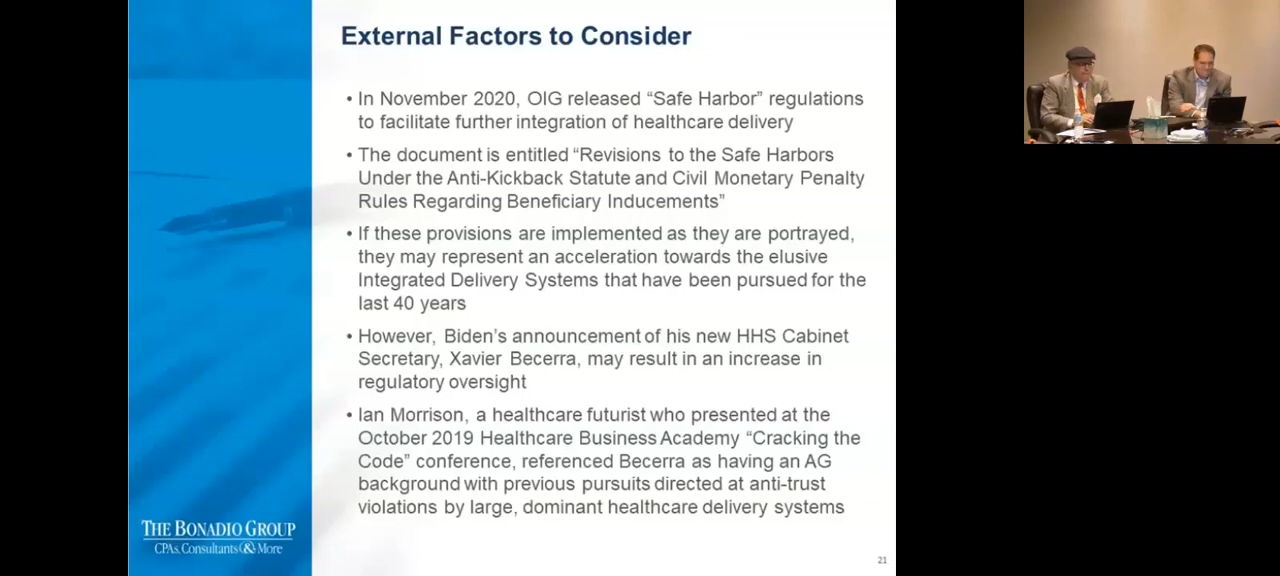 External Factors to Consider
• In November 2020, OIG released “Safe Harbor” regulations
to facilitate further integration of healthcare delivery
• The document is entitled “Revisions to the Safe Harbors
Under the Anti-Kickback Statute and Civil Monetary Penalty
Rules Regarding Beneficiary Inducements”
• If these provisions are implemented as they are portrayed,
they may represent an acceleration towards the elusive
Integrated Delivery Systems that have been pursued for the
last 40 years
• However, Biden’s announcement of his new HHS Cabinet
Secretary, Xavier Becerra, may result in an increase in
regulatory oversight
• Ian Morrison, a healthcare futurist who presented at the
October 2019 Healthcare Business Academy “Cracking the
Code” conference, referenced Becerra as having an AG
background with previous pursuits directed at anti-trust
violations by large, dominant healthcare delivery systems
THE BONADIO GROUP
CPAs, Consultants & More
21